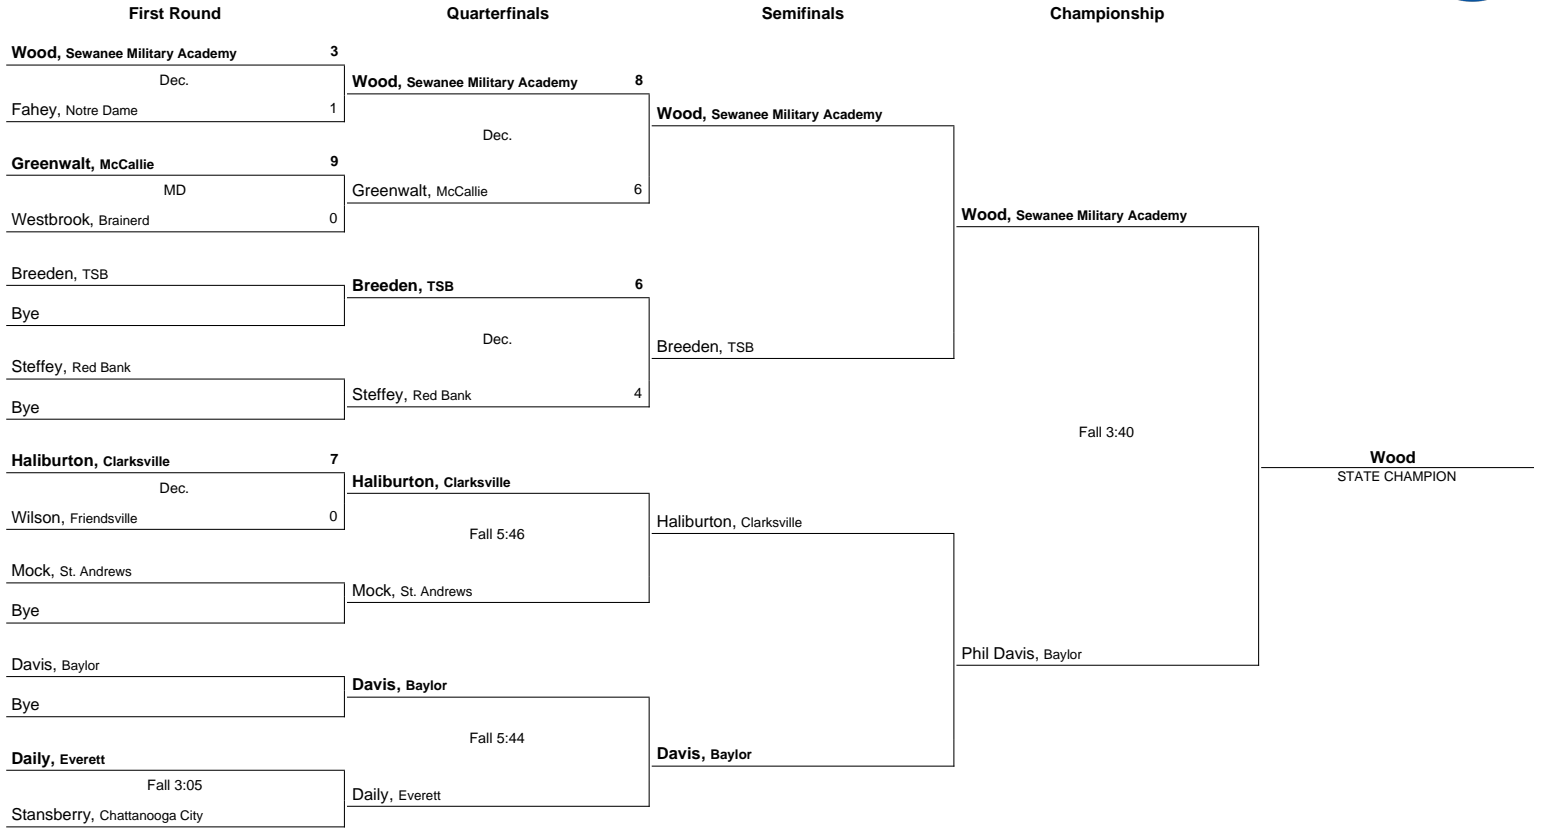 First Round
Quarterfinals
Semifinals
Championship
Wood, Sewanee Military Academy 3
Dec.
Fahey, Notre Dame 1
Greenwalt, McCallie 9
MD
Westbrook, Brainerd 0
Breeden, TSB
Bye
Steffey, Red Bank
Bye
Haliburton, Clarksville 7
Dec.
Wilson, Friendsville 0
Mock, St. Andrews
Bye
Davis, Baylor
Bye
Daily, Everett
Fall 3:05
Stansberry, Chattanooga City
Wood, Sewanee Military Academy 8
Dec.
Greenwalt, McCallie 6
Breeden, TSB 6
Dec.
Steffey, Red Bank 4
Haliburton, Clarksville
Fall 5:46
Mock, St. Andrews
Davis, Baylor
Fall 5:44
Daily, Everett
Wood, Sewanee Military Academy
Breeden, TSB
Haliburton, Clarksville
Davis, Baylor
Wood, Sewanee Military Academy
Fall 3:40
Phil Davis, Baylor
Wood
STATE CHAMPION